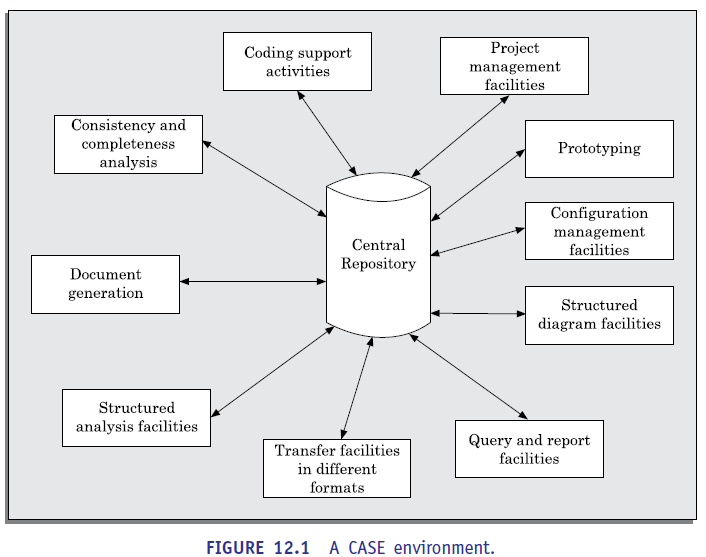 Coding support
activities
Project
management
facilities
Consistency and
completeness
analysis
Prototyping
Central
Repository
Configuration
management
facilities
Document
generation
Structured
diagram facilities
Structured
analysis facilities
Transfer facilities
in different
formats
Query and report
facilities
FIGURE 12.1 A CASE environment.